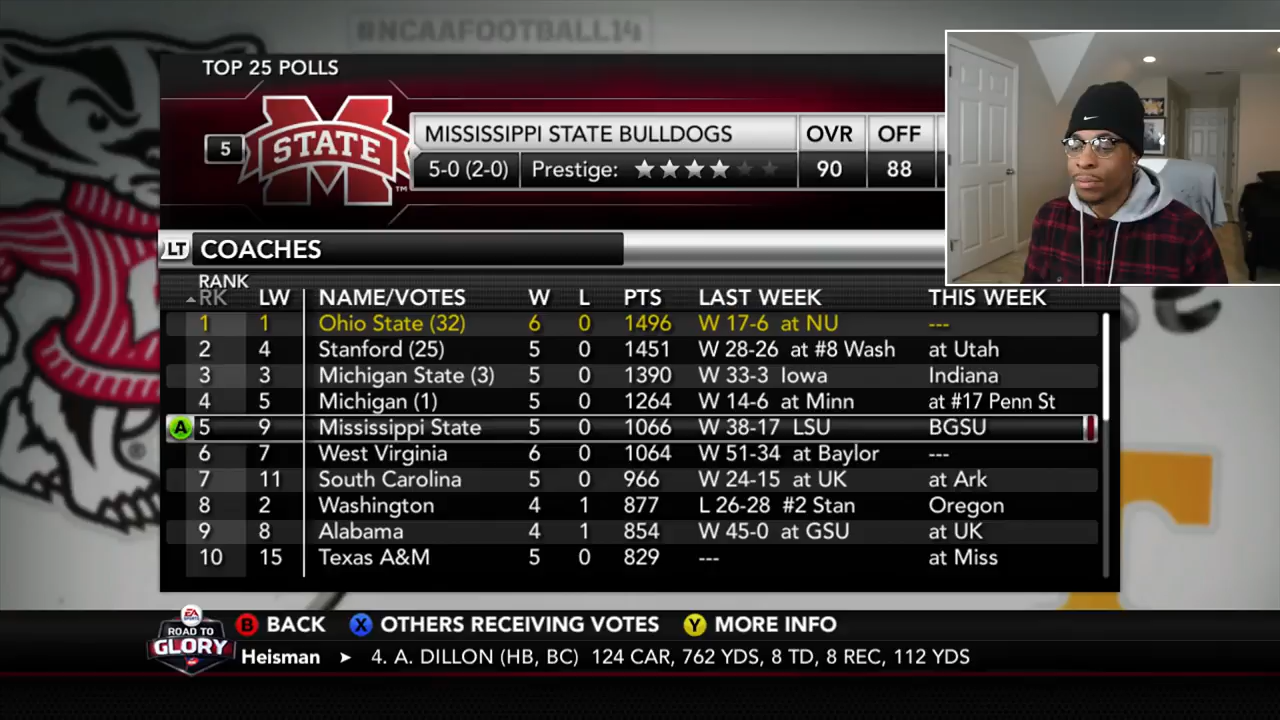 #NCAAFOOTBALL14
TOP 25 POLLS
5
M STATE ™
MISSISSIPPI STATE BULLDOGS OVR OFF
5-0 (2-0) Prestige: 90 88
LT COACHES
RANK
RK LW NAME/VOTES W L PTS LAST WEEK THIS WEEK
1 1 Ohio State (32) 6 0 1496 W 17-6 at NU ---
2 4 Stanford (25) 5 0 1451 W 28-26 at #8 Wash at Utah
3 3 Michigan State (3) 5 0 1390 W 33-3 Iowa Indiana
4 5 Michigan (1) 5 0 1264 W 14-6 at Minn at #17 Penn St
A 5 9 Mississippi State 5 0 1066 W 38-17 LSU BGSU
6 7 West Virginia 6 0 1064 W 51-34 at Baylor ---
7 11 South Carolina 5 0 966 W 24-15 at UK at Ark
8 2 Washington 4 1 877 L 26-28 #2 Stan Oregon
9 8 Alabama 4 1 854 W 45-0 at GSU at UK
10 15 Texas A&M 5 0 829 --- at Miss
EA SPORTS
ROAD TO
GLORY
B BACK X OTHERS RECEIVING VOTES Y MORE INFO
Heisman 4. A. DILLON (HB, BC) 124 CAR, 762 YDS, 8 TD, 8 REC, 112 YDS